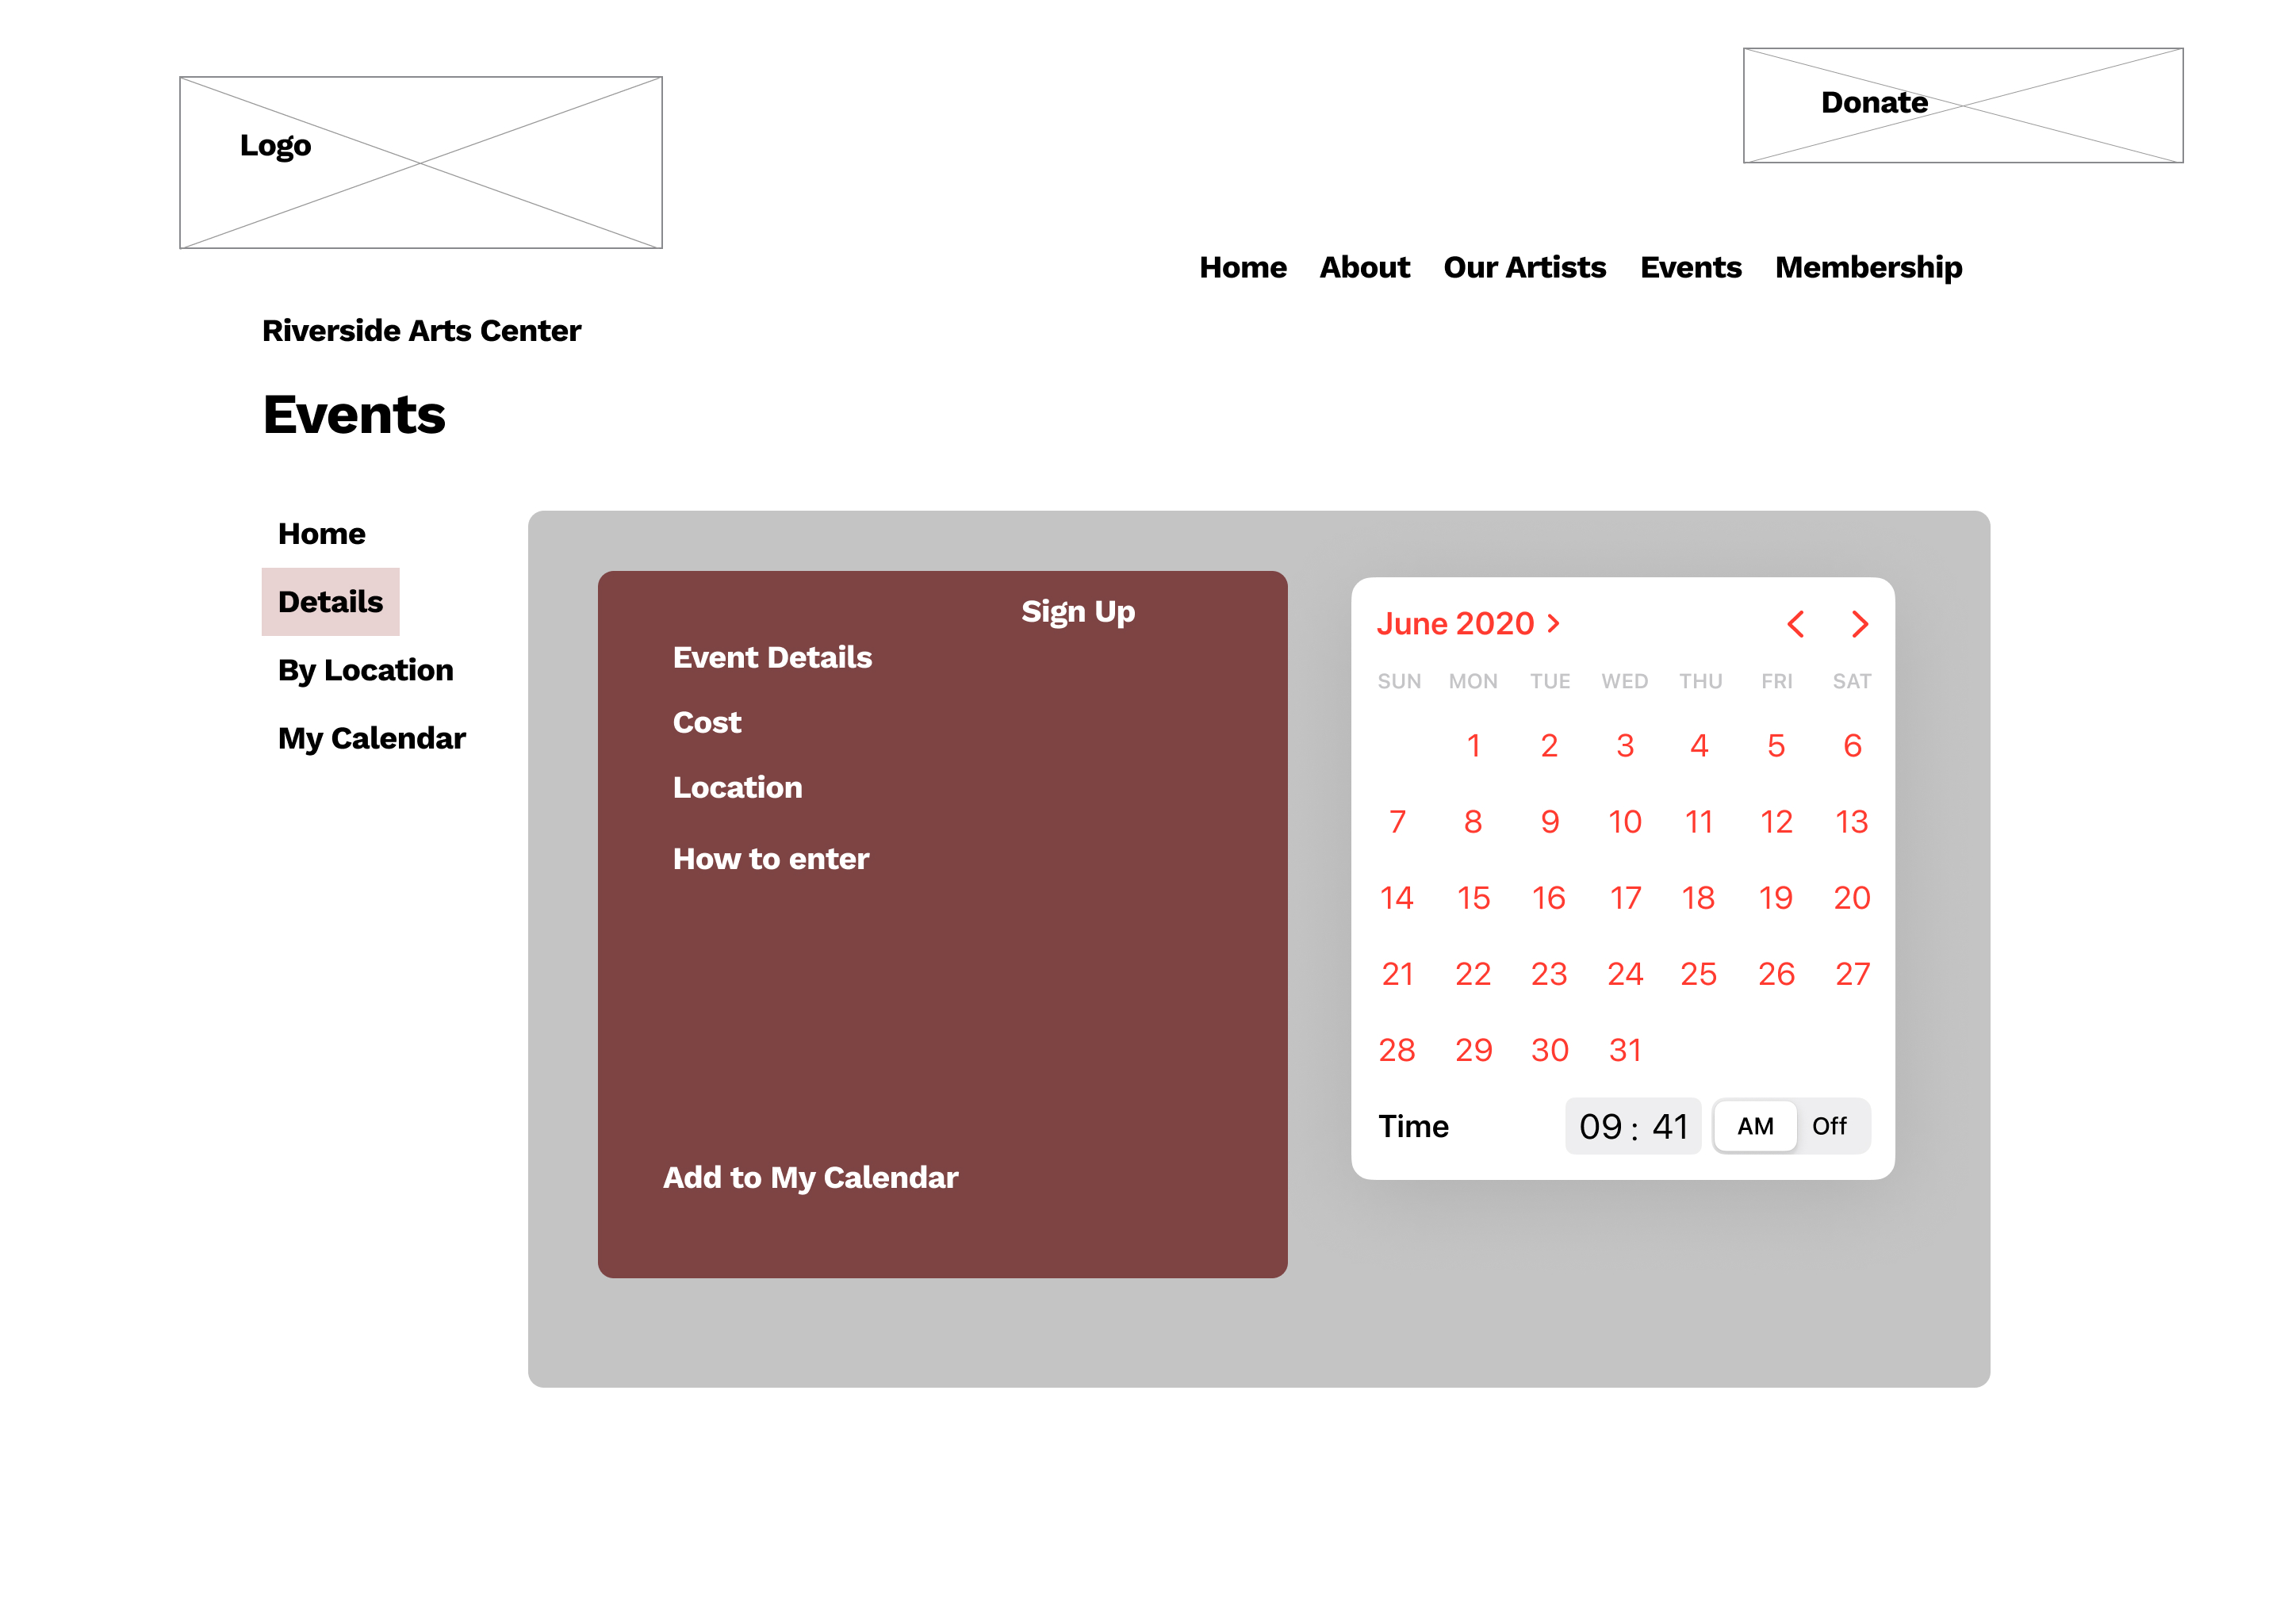 Donate
Logo
Home About Our Artists Events Membership
Riverside Arts Center
Events
Home
Details
By Location
My Calendar
Sign Up
Event Details
Cost
Location
How to enter
Add to My Calendar
June 2020
SUN MON TUE WED THU FRI SAT
1 2 3 4 5 6
7 8 9 10 11 12 13
14 15 16 17 18 19 20
21 22 23 24 25 26 27
28 29 30 31
Time 09 : 41 AM Off